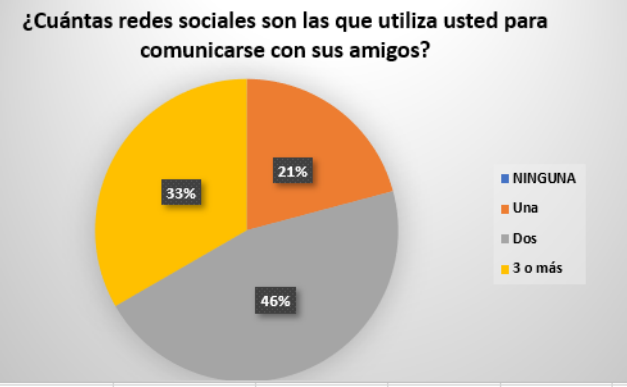 ¿Cuántas redes sociales son las que utiliza usted para
comunicarse con sus amigos?
21%
33%
46%
NINGUNA
Una
Dos
3 o más